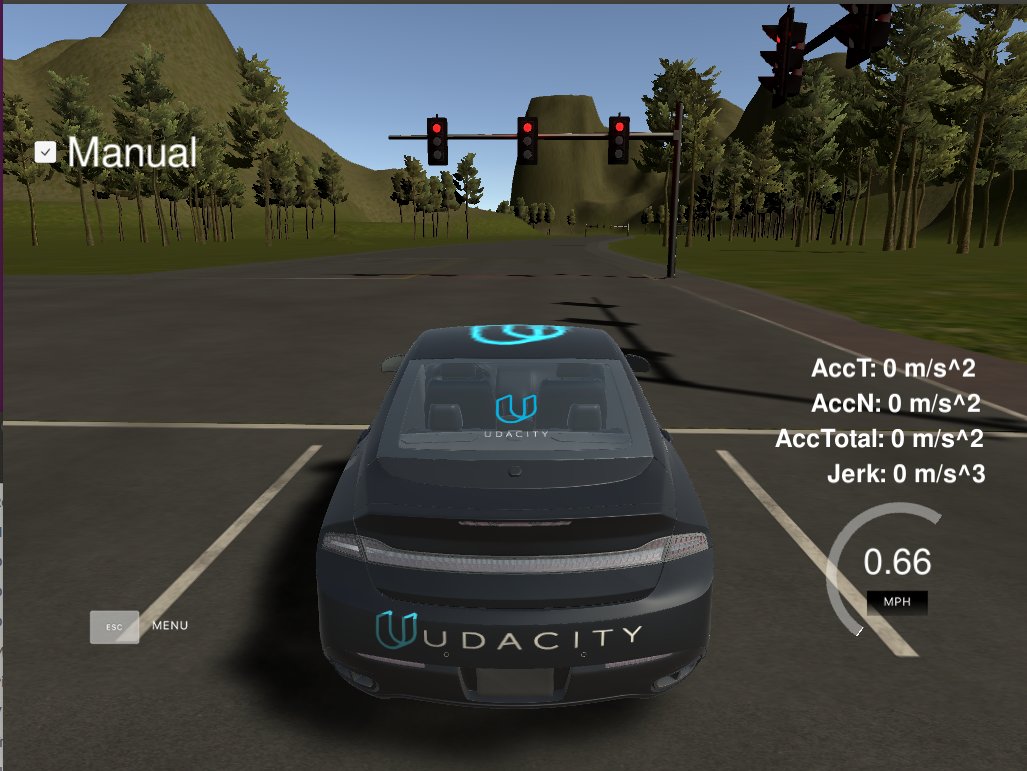 Manual
AccT: 0 m/s^2
AccN: 0 m/s^2
UDACITY
AccTotal: 0 m/s^2
Jerk: 0 m/s^3
0.66
MPH
ESC
MENU
UDACITY